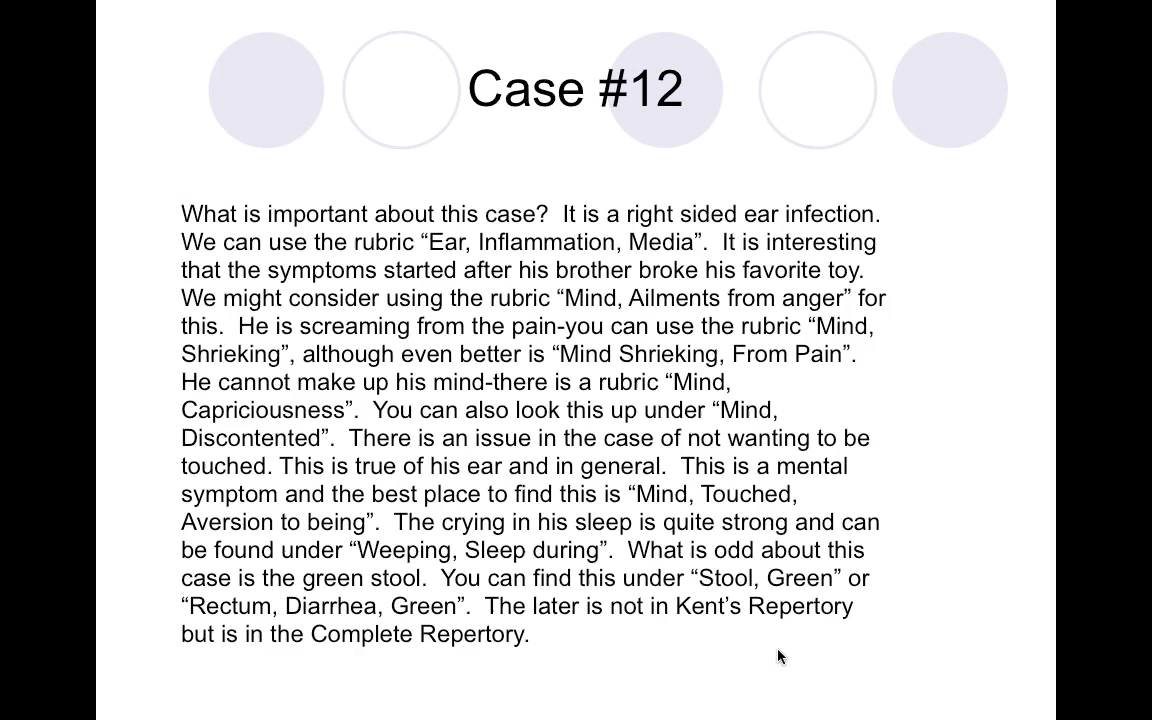 Case #12
What is important about this case?  It is a right sided ear infection.
We can use the rubric “Ear, Inflammation, Media”.  It is interesting
that the symptoms started after his brother broke his favorite toy.
We might consider using the rubric “Mind, Ailments from anger” for
this.  He is screaming from the pain-you can use the rubric “Mind,
Shrieking”, although even better is “Mind Shrieking, From Pain”.
He cannot make up his mind-there is a rubric “Mind,
Capriciousness”.  You can also look this up under “Mind,
Discontented”.  There is an issue in the case of not wanting to be
touched. This is true of his ear and in general.  This is a mental
symptom and the best place to find this is “Mind, Touched,
Aversion to being”.  The crying in his sleep is quite strong and can
be found under “Weeping, Sleep during”.  What is odd about this
case is the green stool.  You can find this under “Stool, Green” or
“Rectum, Diarrhea, Green”.  The later is not in Kent’s Repertory
but is in the Complete Repertory.